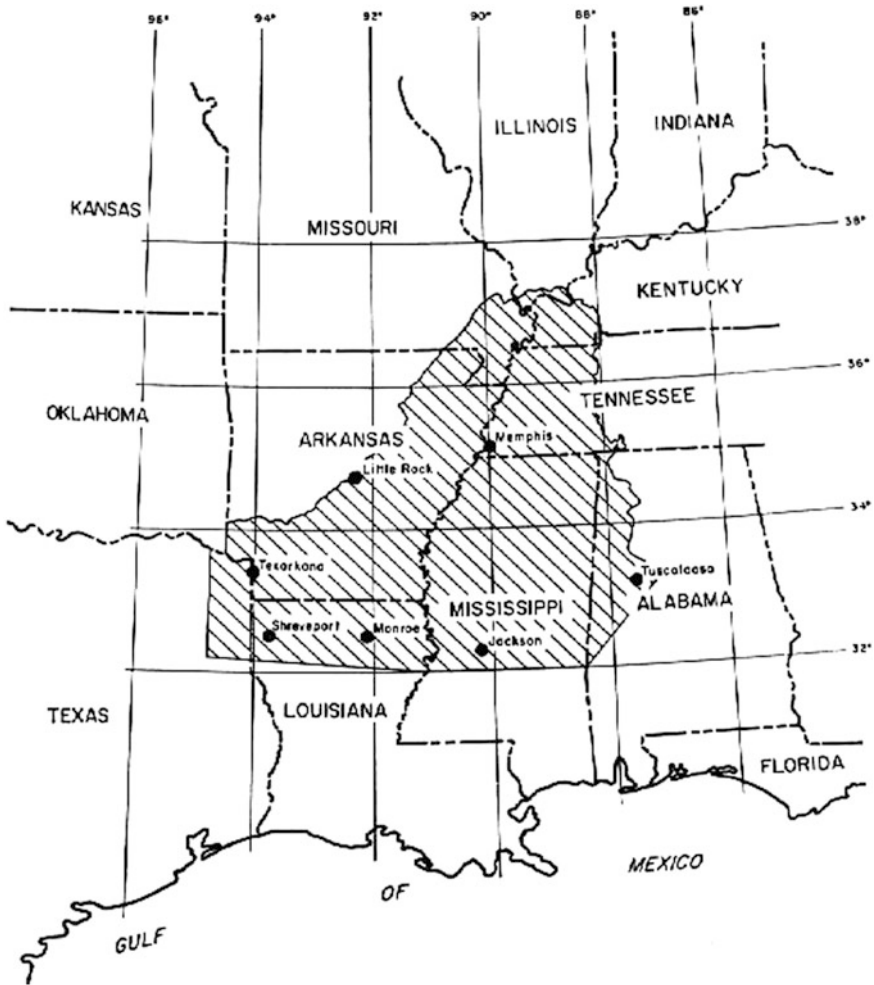 96° 94° 92° 90° 88° 86°
ILLINOIS INDIANA
KANSAS
MISSOURI
38°
KENTUCKY
36°
OKLAHOMA
TENNESSEE
ARKANSAS
Memphis
Little Rock
34°
Texarkana
Tuscaloosa
MISSISSIPPI
ALABAMA
Shreveport Monroe
Jackson
32°
TEXAS
LOUISIANA
FLORIDA
MEXICO
OF
GULF